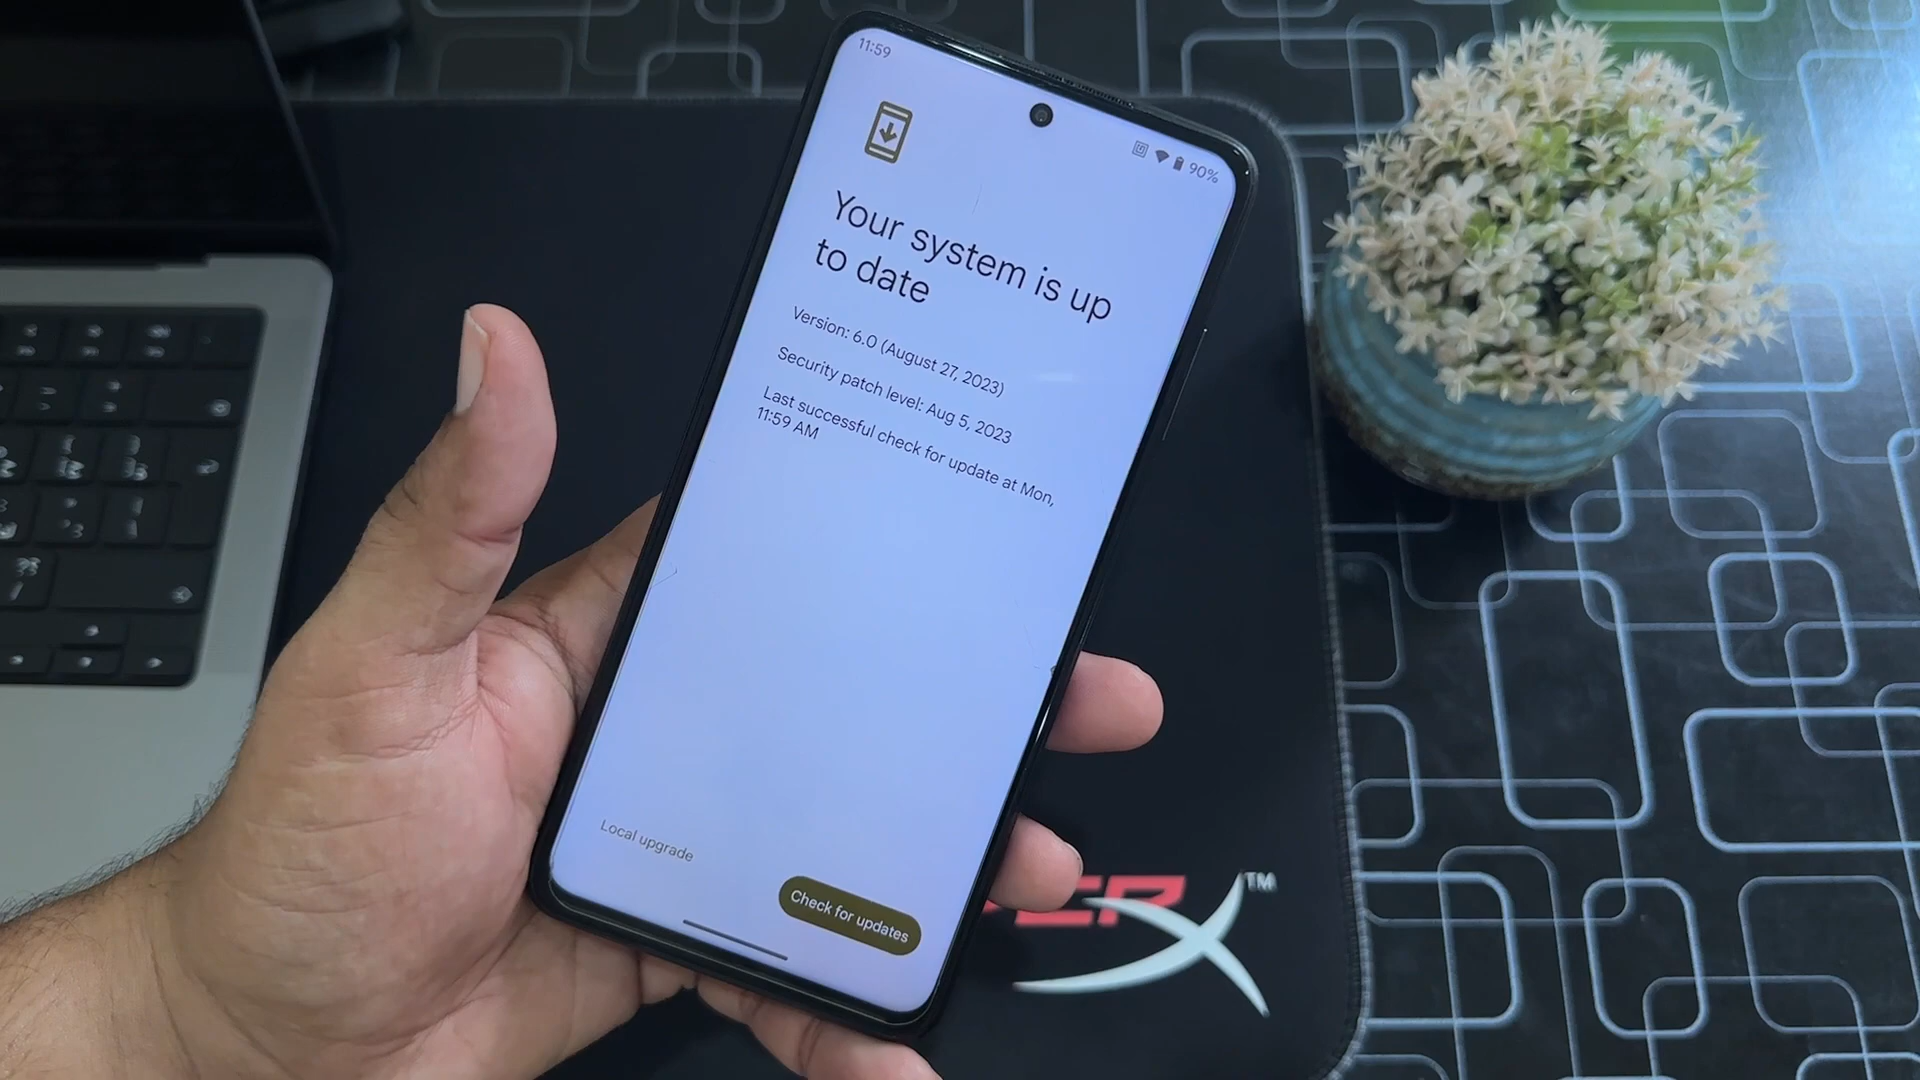 11:59
90%
Your system is up
to date
Version: 6.0 (August 27, 2023)
Security patch level: Aug 5, 2023
Last successful check for update at Mon,
11:59 AM
Local upgrade
Check for updates
TM